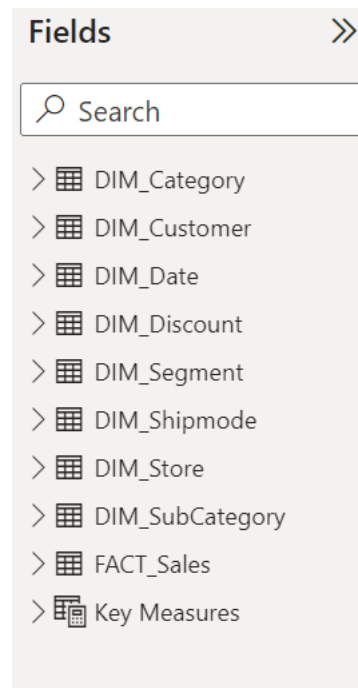 Fields
Search
DIM_Category
DIM_Customer
DIM_Date
DIM_Discount
DIM_Segment
DIM_Shipmode
DIM_Store
DIM_SubCategory
FACT_Sales
Key Measures